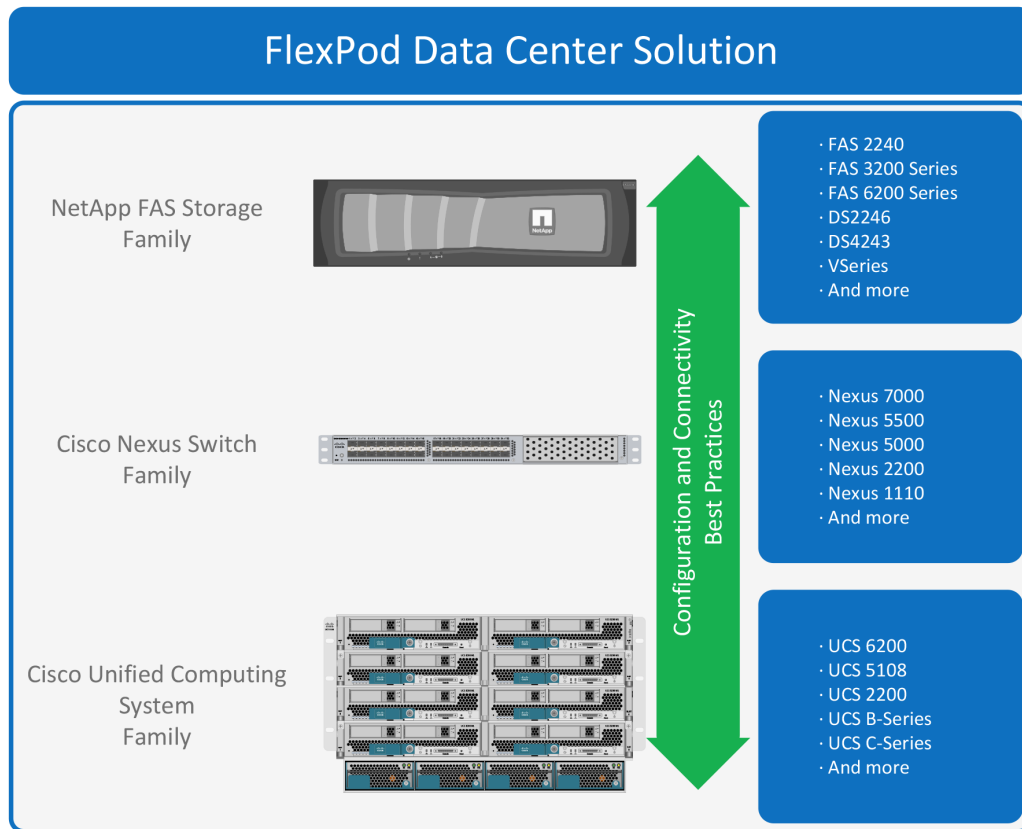 FlexPod Data Center Solution
NetApp FAS Storage
Family
NetApp
· FAS 2240
· FAS 3200 Series
· FAS 6200 Series
· DS2246
· DS4243
· VSeries
· And more
Configuration and Connectivity
Best Practices
Cisco Nexus Switch
Family
· Nexus 7000
· Nexus 5500
· Nexus 5000
· Nexus 2200
· Nexus 1110
· And more
Cisco Unified Computing
System
Family
· UCS 6200
· UCS 5108
· UCS 2200
· UCS B-Series
· UCS C-Series
· And more